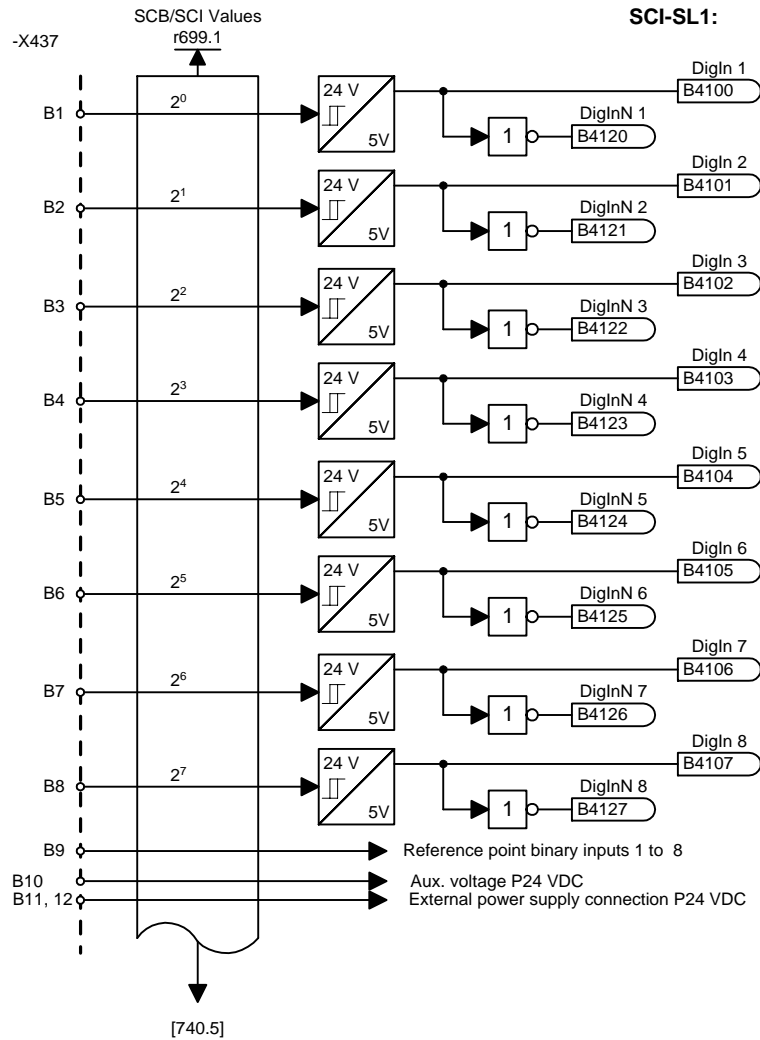 SCB/SCI Values
SCI-SL1:
-X437
r699.1
DigIn 1
24 V
B4100
B1
2⁰
DigInN 1
5V
1
B4120
DigIn 2
24 V
B4101
B2
2¹
DigInN 2
5V
1
B4121
DigIn 3
24 V
B4102
B3
2²
DigInN 3
5V
1
B4122
DigIn 4
24 V
B4103
B4
2³
DigInN 4
5V
1
B4123
DigIn 5
24 V
B4104
B5
2⁴
DigInN 5
5V
1
B4124
DigIn 6
24 V
B4105
B6
2⁵
DigInN 6
5V
1
B4125
DigIn 7
24 V
B4106
B7
2⁶
DigInN 7
5V
1
B4126
DigIn 8
24 V
B4107
B8
2⁷
DigInN 8
5V
1
B4127
B9 Reference point binary inputs 1 to 8
B10 Aux. voltage P24 VDC
B11, 12 External power supply connection P24 VDC
[740.5]